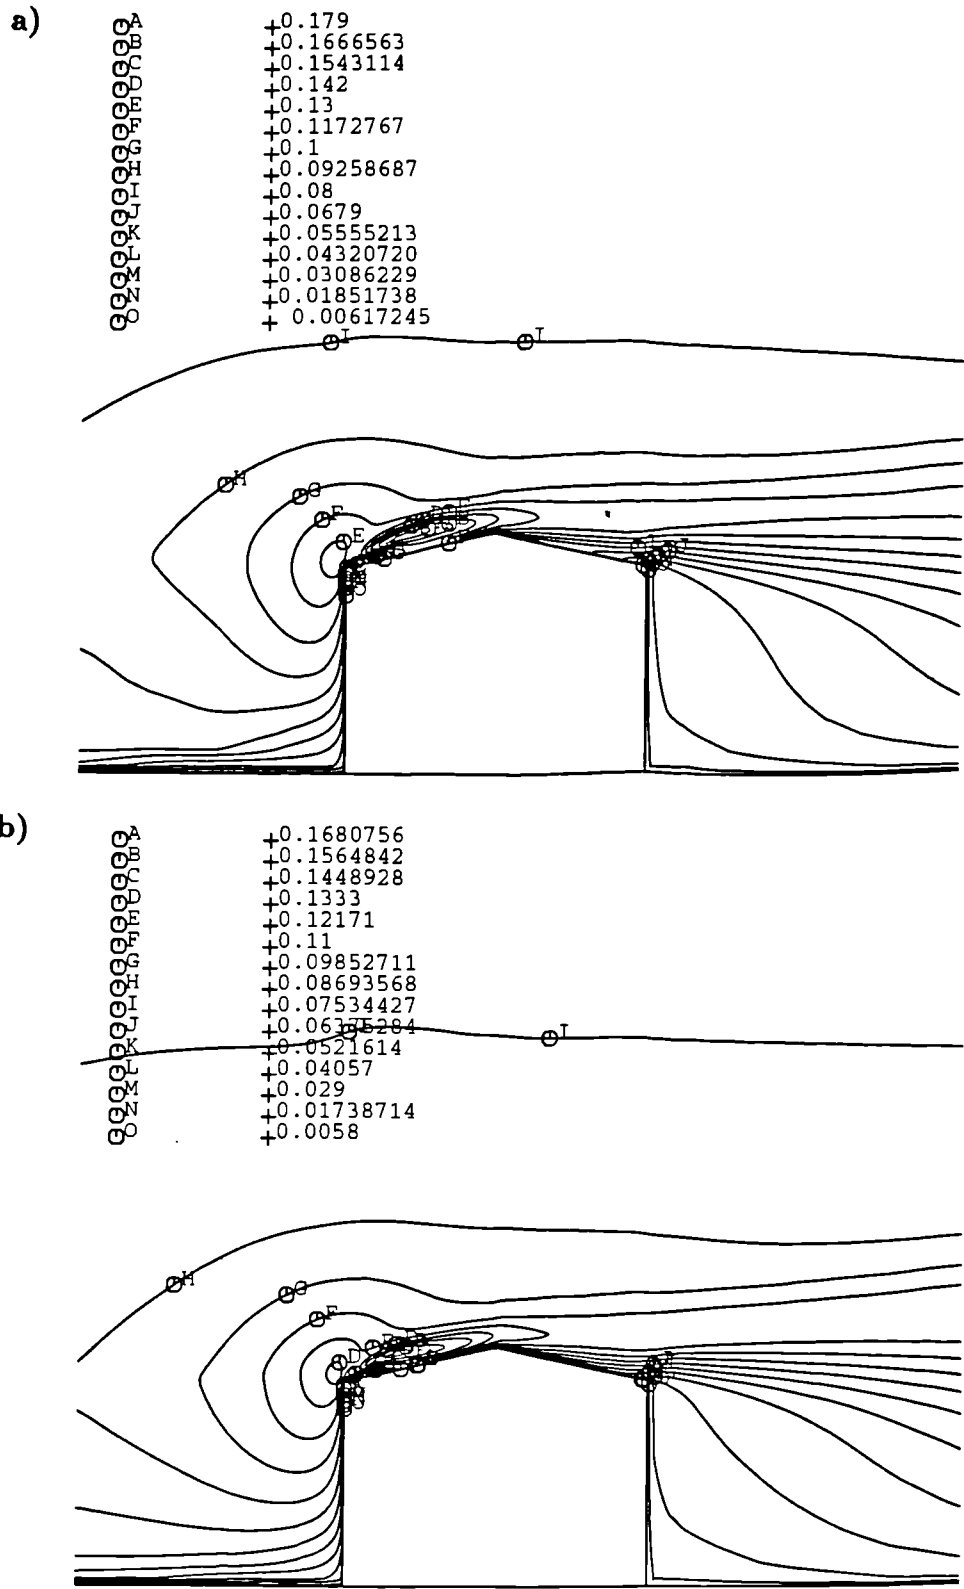 a)
A +0.179
B +0.1666563
C +0.1543114
D +0.142
E +0.13
F +0.1172767
G +0.1
H +0.09258687
I +0.08
J +0.0679
K +0.05555213
L +0.04320720
M +0.03086229
N +0.01851738
O + 0.00617245
I I
H
G
F
E
b)
A +0.1680756
B +0.1564842
C +0.1448928
D +0.1333
E +0.12171
F +0.11
G +0.09852711
H +0.08693568
I +0.07534427
J +0.06375284
K +0.0521614
L +0.04057
M +0.029
N +0.01738714
O +0.0058
I
H
G
F
D